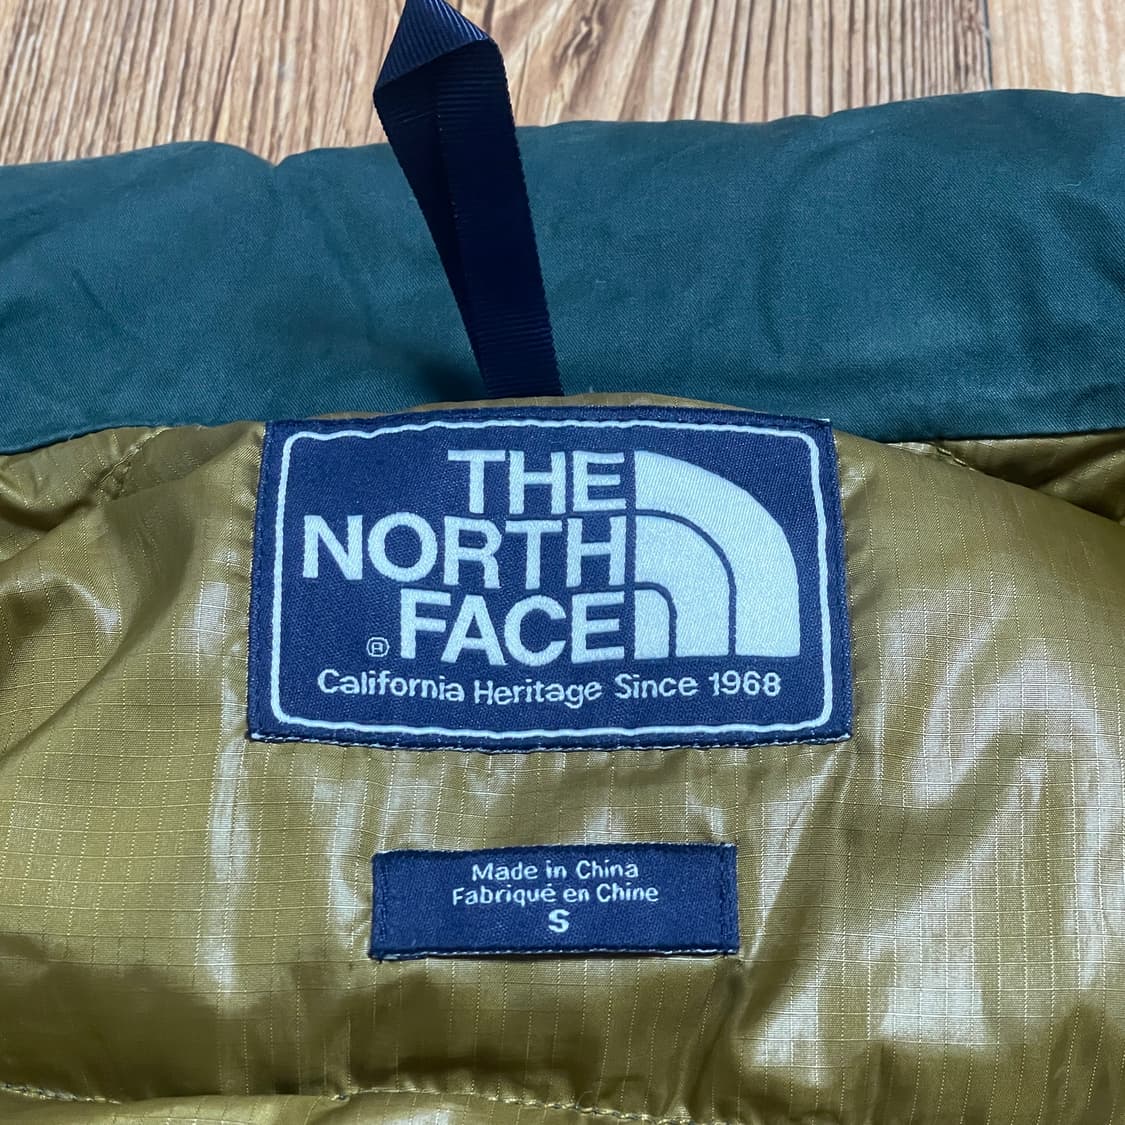 THE
NORTH
® FACE
California Heritage Since 1968
Made in China
Fabriqué en Chine
S